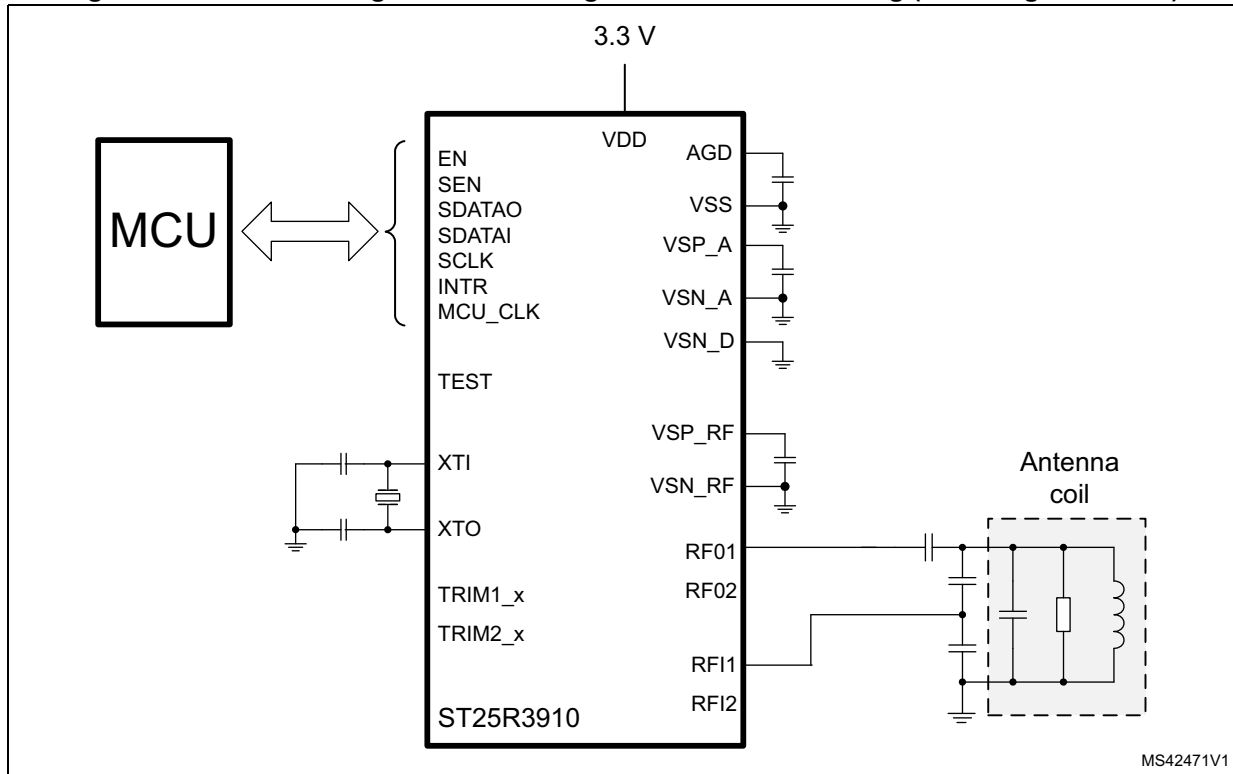 3.3 V
MCU
VDD
EN
SEN
SDATAO
SDATAI
SCLK
INTR
MCU_CLK
TEST
XTI
XTO
TRIM1_x
TRIM2_x
ST25R3910
AGD
VSS
VSP_A
VSN_A
VSN_D
VSP_RF
VSN_RF
RF01
RF02
RFI1
RFI2
Antenna
coil
MS42471V1